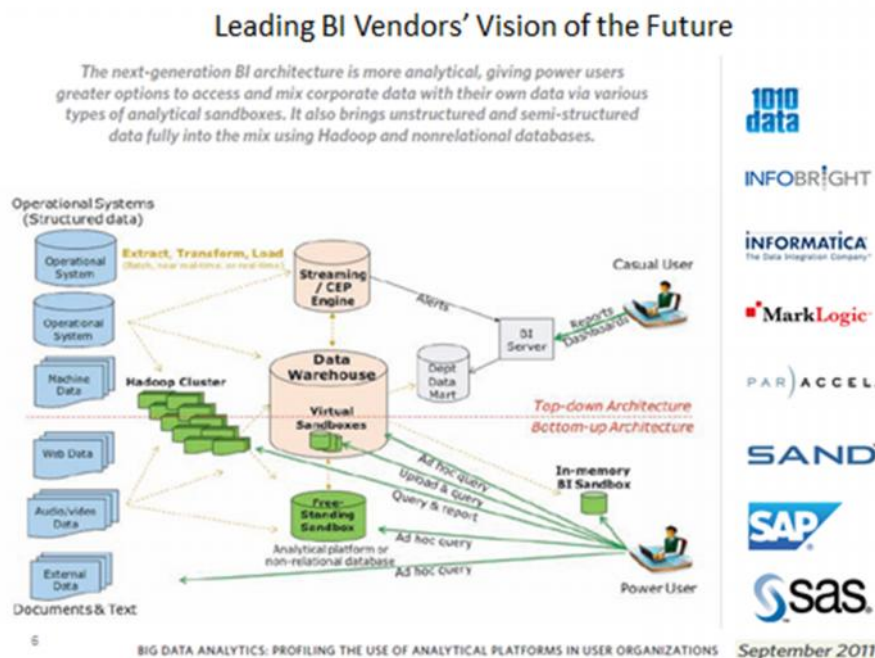 Leading BI Vendors' Vision of the Future
The next-generation BI architecture is more analytical, giving power users
greater options to access and mix corporate data with their own data via various
types of analytical sandboxes. It also brings unstructured and semi-structured
data fully into the mix using Hadoop and nonrelational databases.
1010
data
INFOBRIGHT
INFORMATICA
The Data Integration Company
MarkLogic
PAR)ACCEL
SAND
SAP
sas
Operational Systems
(Structured data)
Operational
System
Extract, Transform, Load
(Batch, near real-time, or real-time)
Streaming
/ CEP
Engine
Alerts
Casual User
Reports
Dashboards
BI
Server
Operational
System
Machine
Data
Hadoop Cluster
Data
Warehouse
Virtual
Sandboxes
Dept
Data
Mart
Top-down Architecture
Bottom-up Architecture
Web Data
Audio/video
Data
External
Data
Documents & Text
Free-
Standing
Sandbox
Analytical platform or
non-relational database
Ad hoc query
Upload & query
Query & report
Ad hoc query
Ad hoc query
In-memory
BI Sandbox
Power User
6
BIG DATA ANALYTICS: PROFILING THE USE OF ANALYTICAL PLATFORMS IN USER ORGANIZATIONS
September 2011